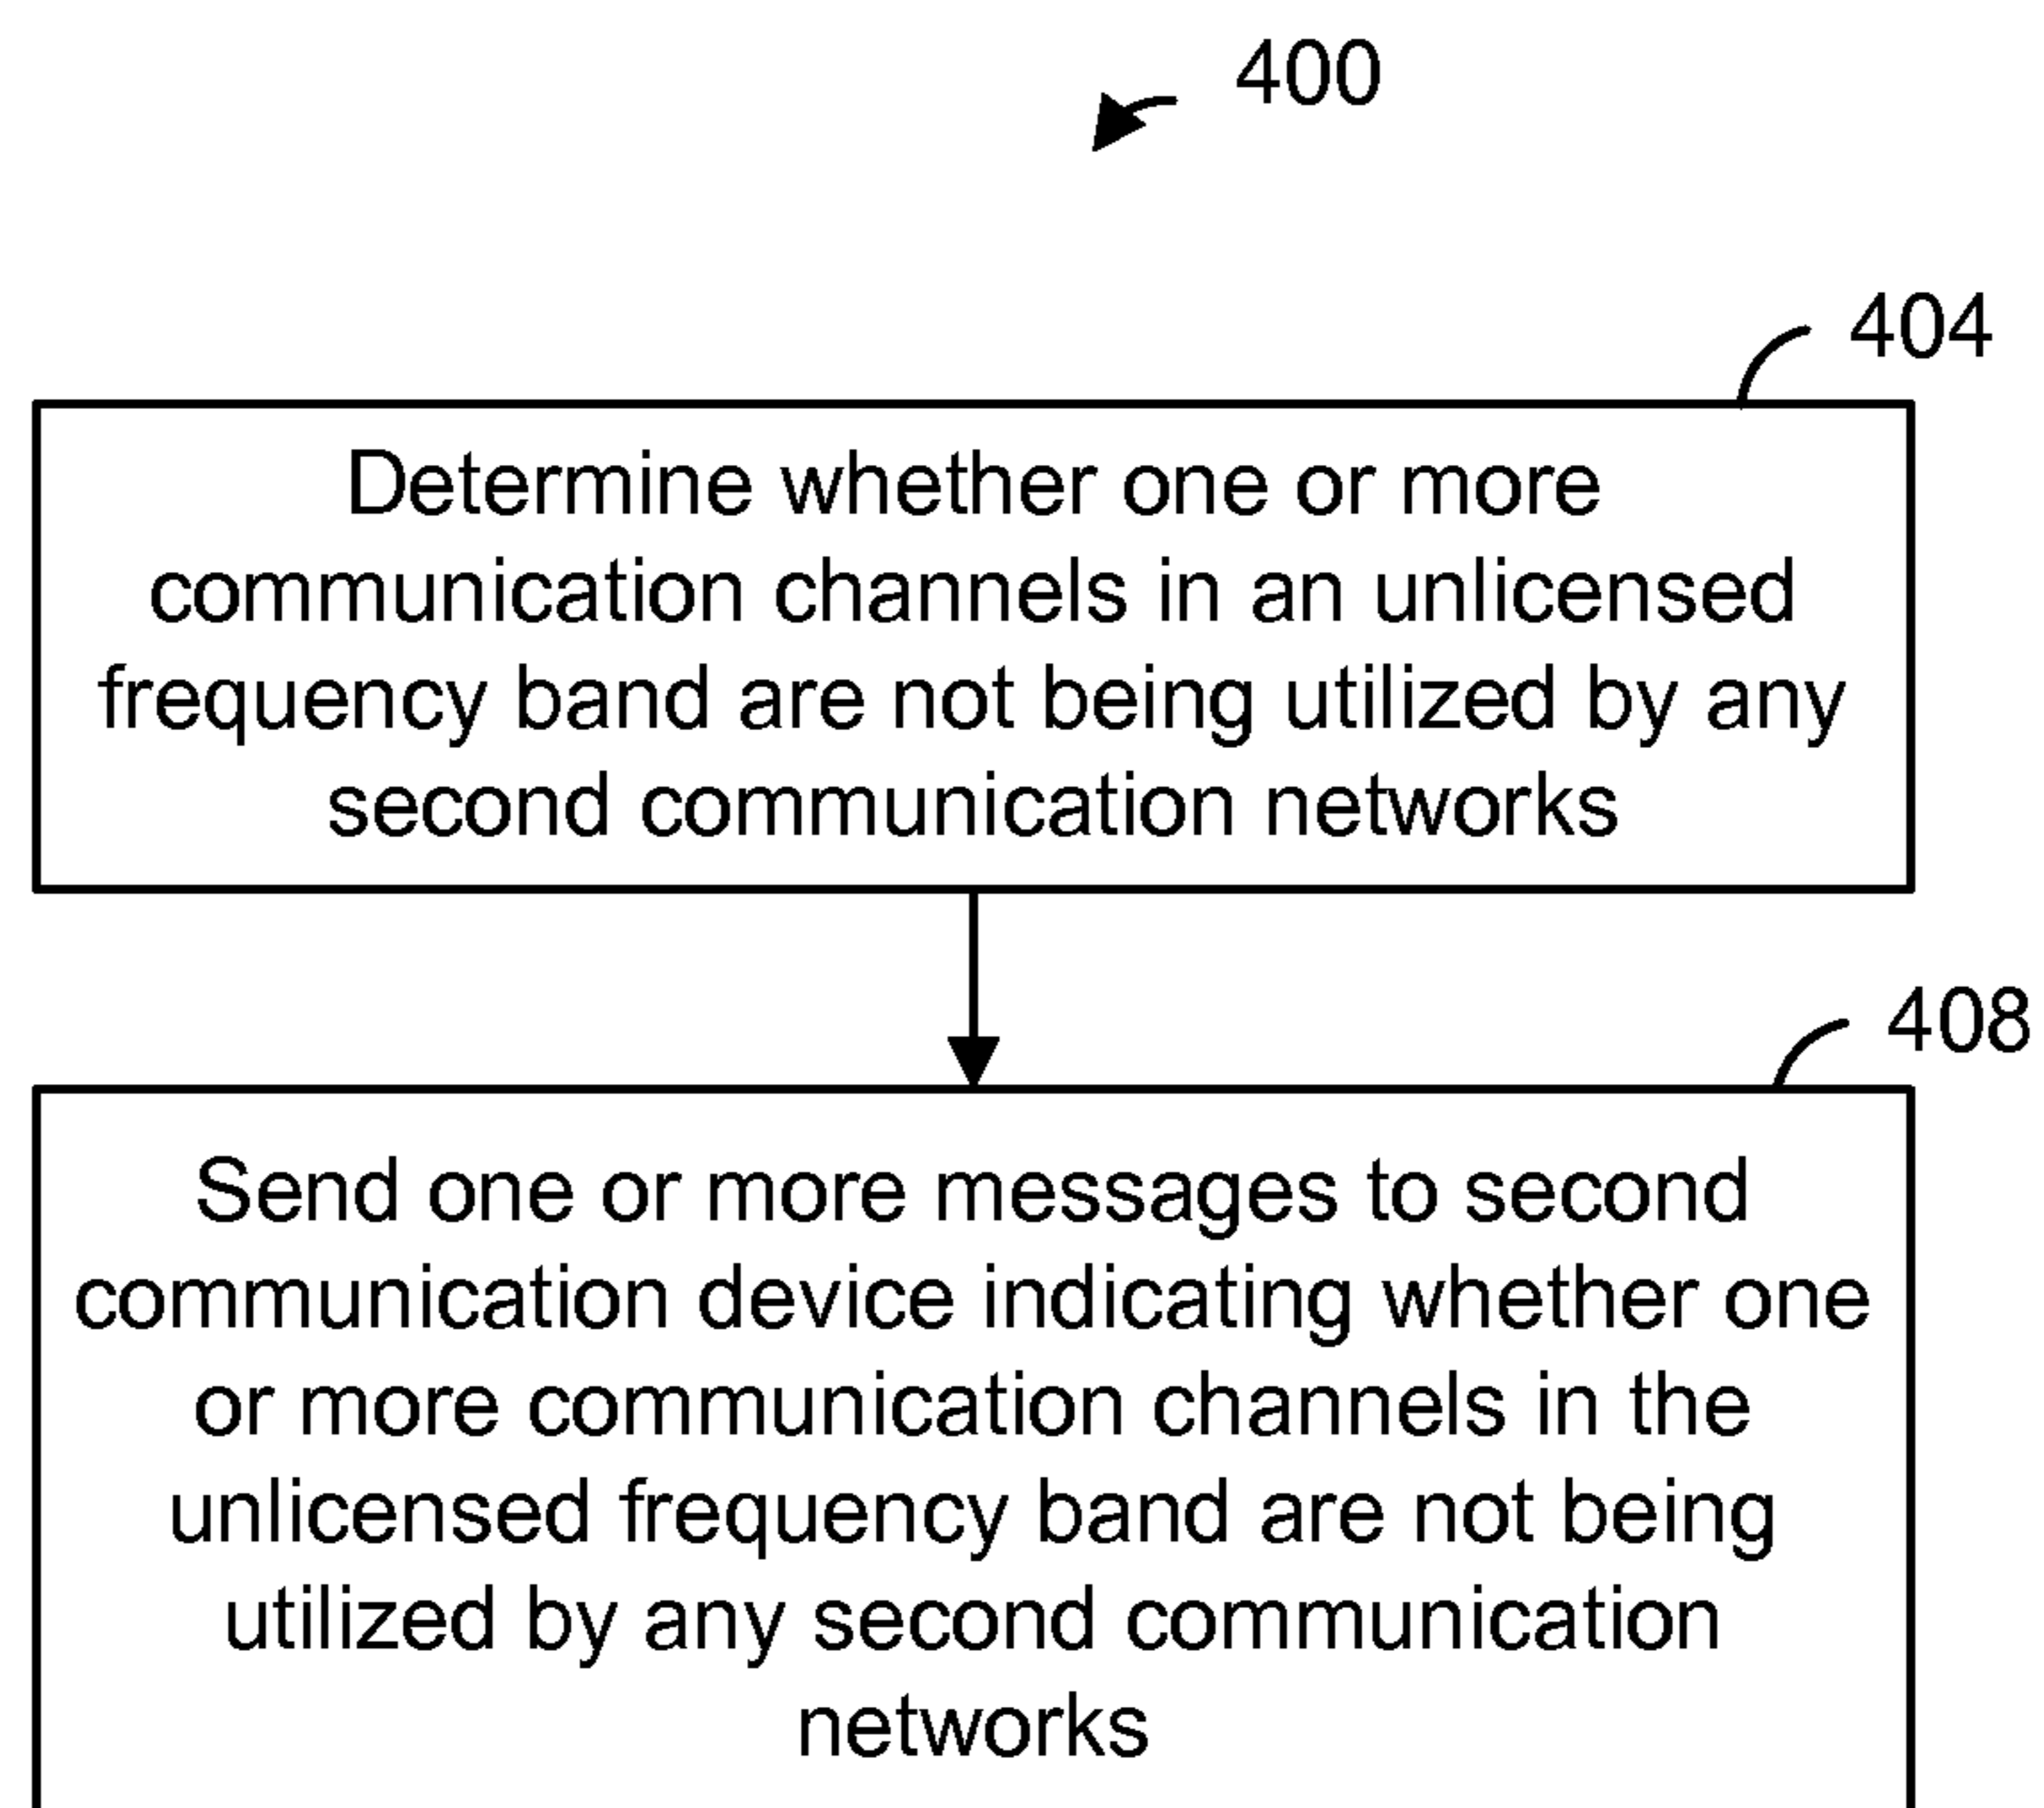 400
404
Determine whether one or more
communication channels in an unlicensed
frequency band are not being utilized by any
second communication networks
408
Send one or more messages to second
communication device indicating whether one
or more communication channels in the
unlicensed frequency band are not being
utilized by any second communication
networks